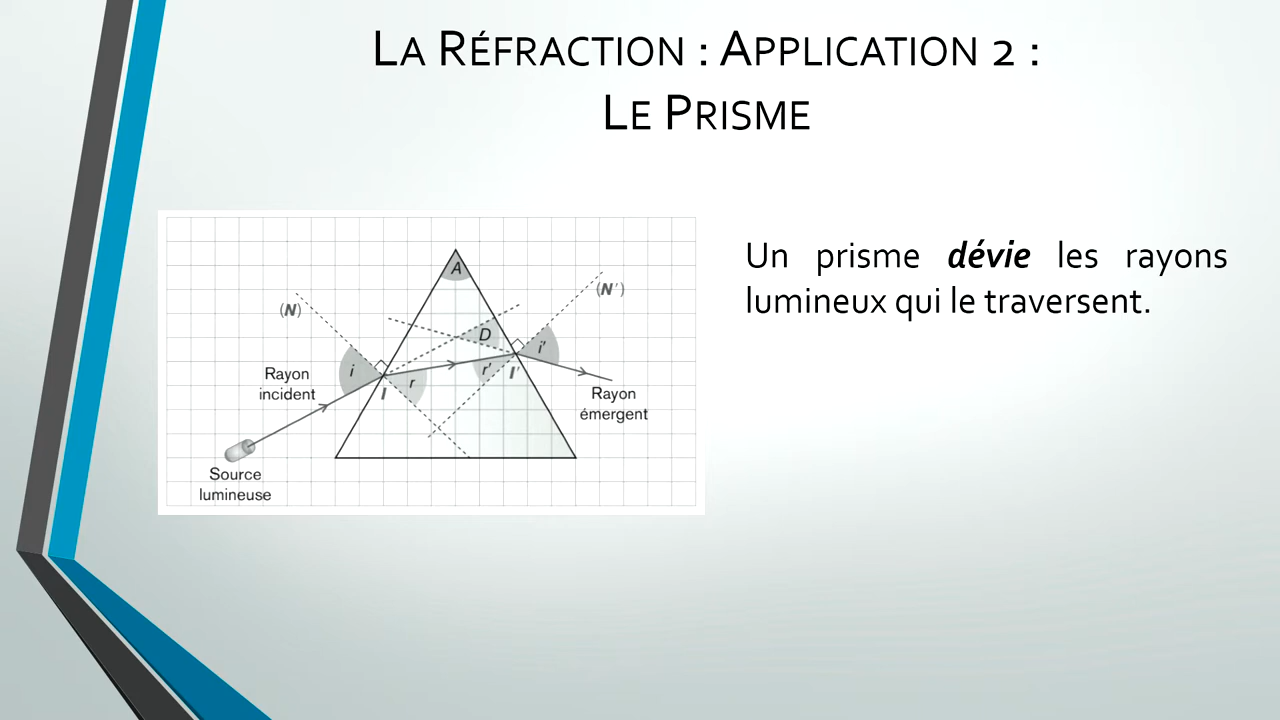 LA RÉFRACTION : APPLICATION 2 :
LE PRISME
A
(N)
(N')
D
i
i'
Rayon
incident
r
r'
I
I'
Rayon
émergent
Source
lumineuse
Un prisme dévie les rayons
lumineux qui le traversent.